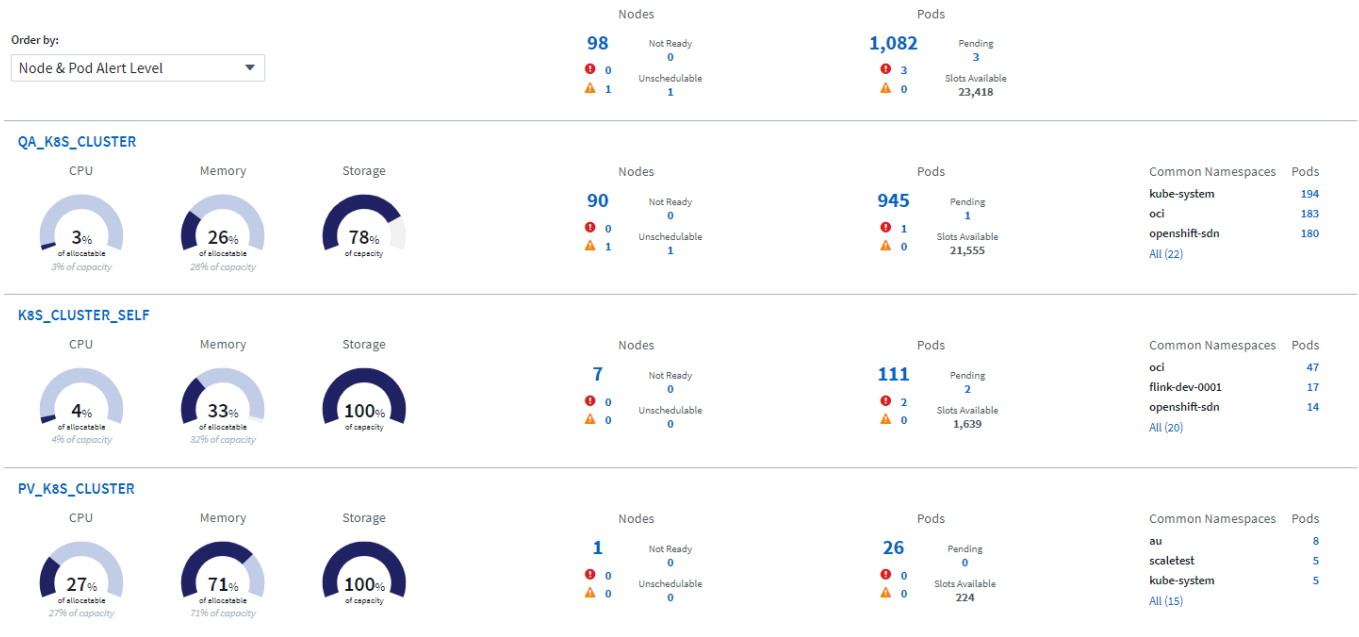 Nodes Pods
Order by:
Node & Pod Alert Level
98 Not Ready 1,082 Pending
0 3
0 Unschedulable 3 Slots Available
1 1 0 23,418
QA_K8S_CLUSTER
CPU Memory Storage Nodes Pods Common Namespaces Pods
90 Not Ready 945 Pending kube-system 194
0 1 oci 183
3% 26% 78% 0 Unschedulable 1 Slots Available openshift-sdn 180
of allocatable of allocatable of capacity 1 1 0 21,555 All (22)
3% of capacity 26% of capacity
K8S_CLUSTER_SELF
CPU Memory Storage Nodes Pods Common Namespaces Pods
7 Not Ready 111 Pending oci 47
0 2 flink-dev-0001 17
4% 33% 100% 0 Unschedulable 2 Slots Available openshift-sdn 14
of allocatable of allocatable of capacity 0 0 0 1,639 All (20)
4% of capacity 32% of capacity
PV_K8S_CLUSTER
CPU Memory Storage Nodes Pods Common Namespaces Pods
1 Not Ready 26 Pending au 8
0 0 scaletest 5
27% 71% 100% 0 Unschedulable 0 Slots Available kube-system 5
of allocatable of allocatable of capacity 0 0 0 224 All (15)
27% of capacity 71% of capacity